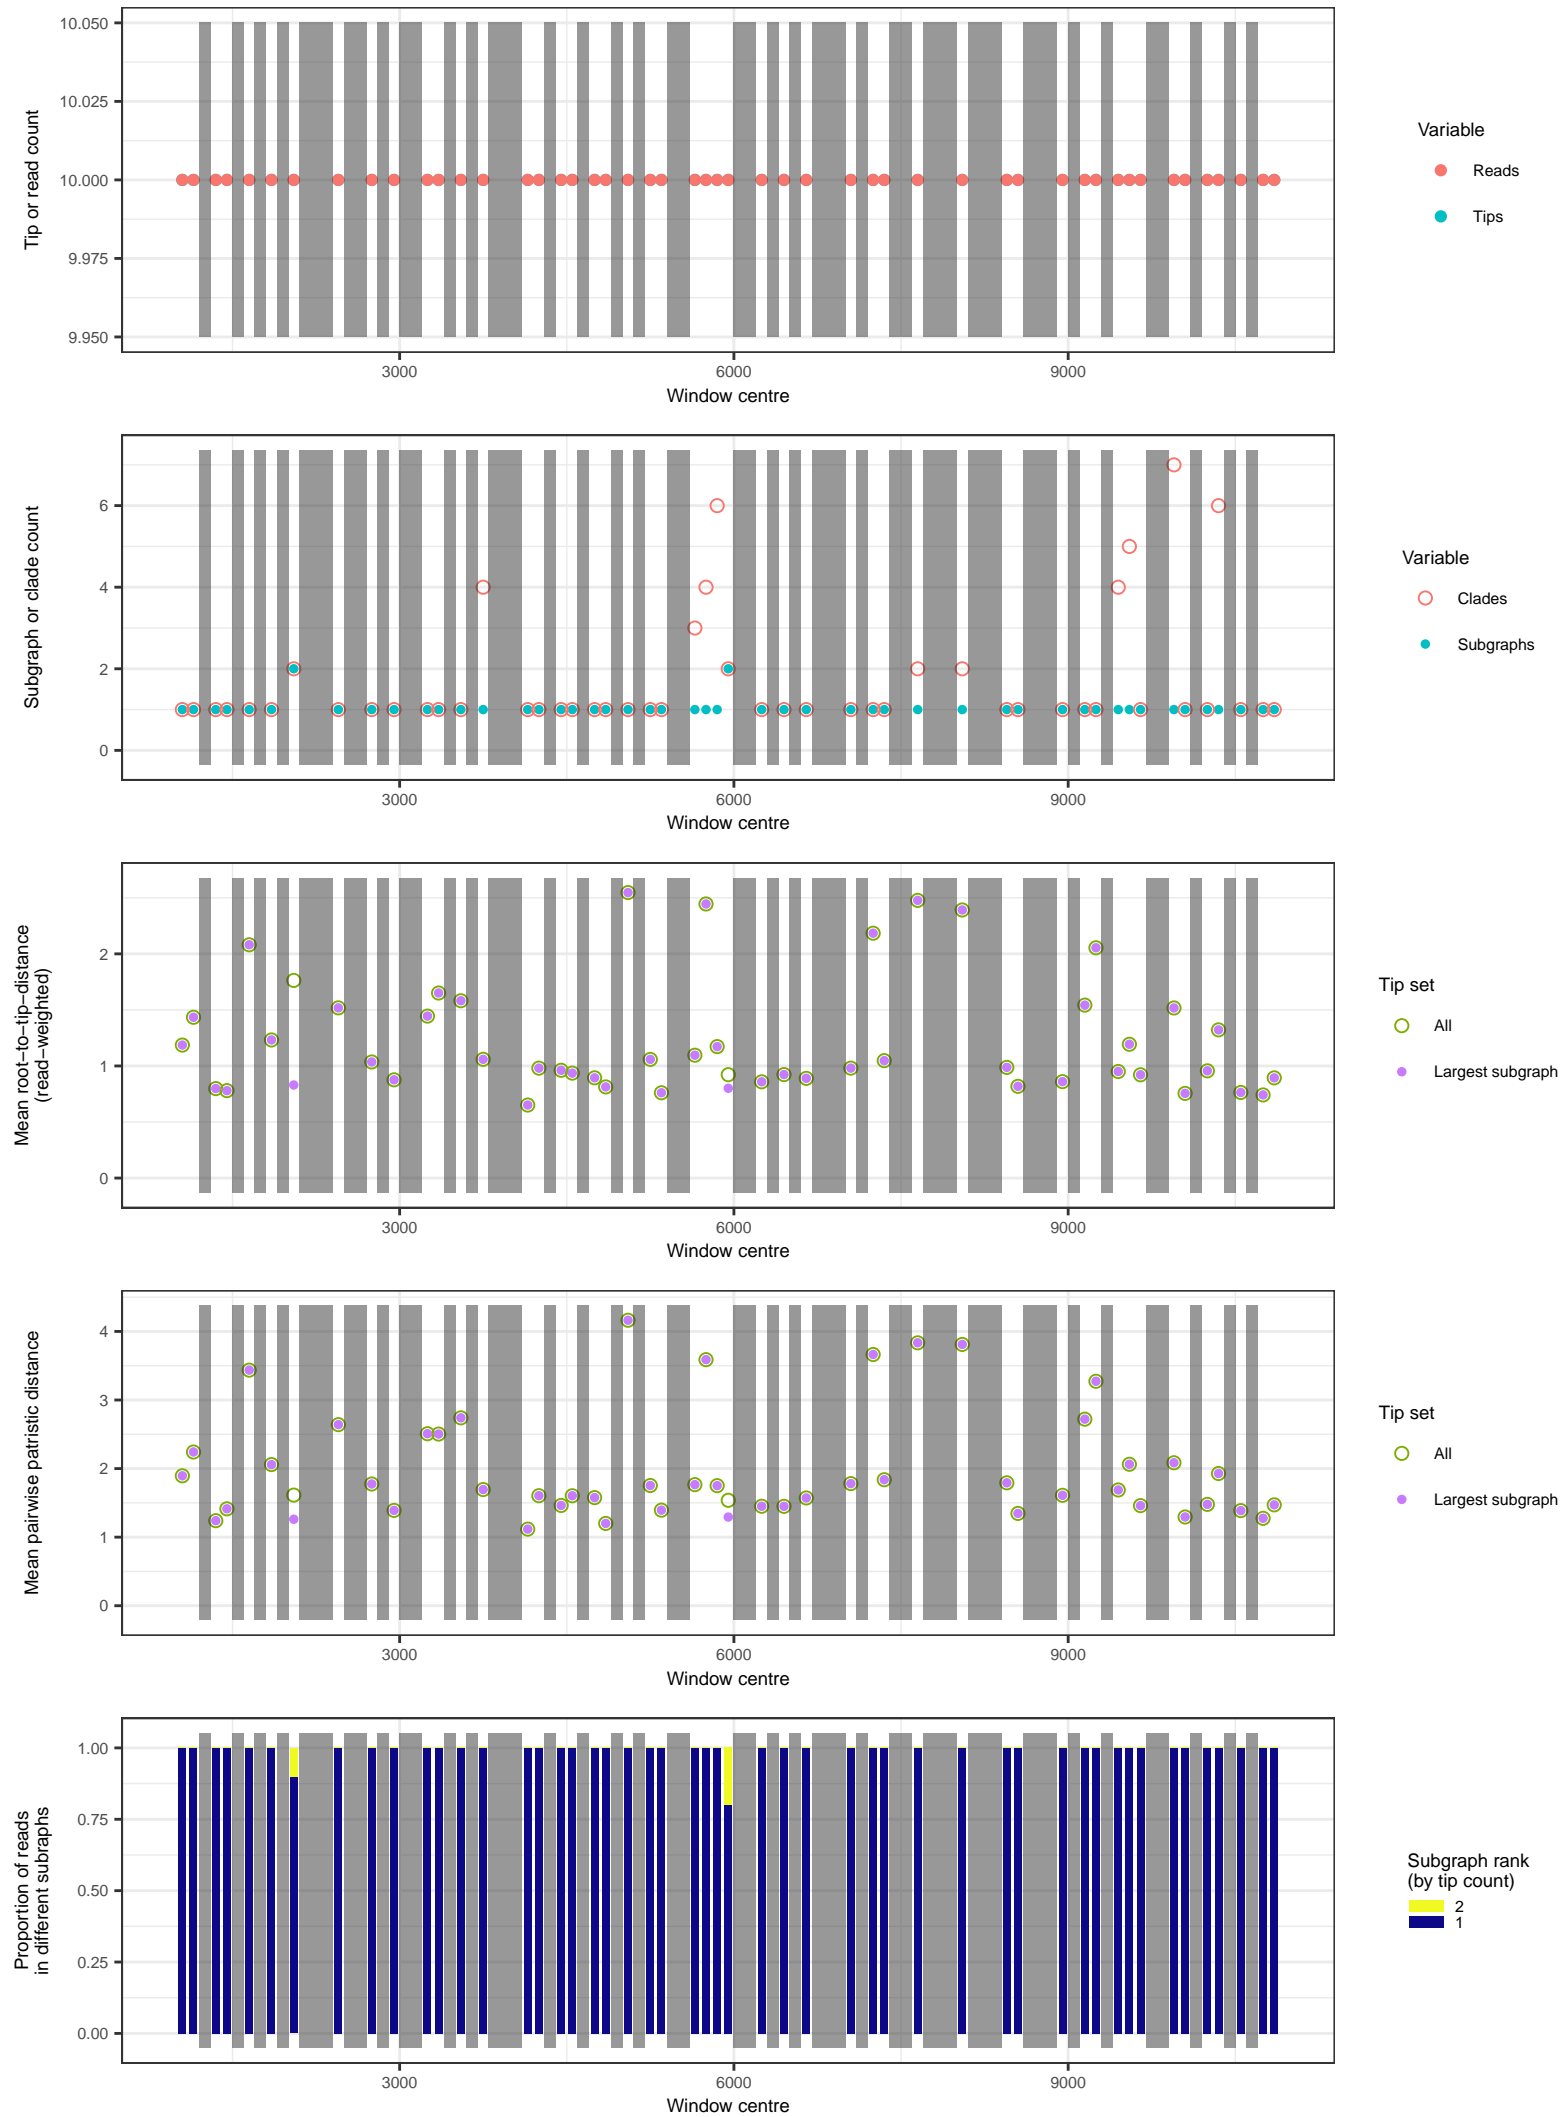 10.050
10.025
10.000
9.975
9.950
Tip or read count
3000
6000
9000
Window centre
Variable
Reads
Tips
6
4
2
0
Subgraph or clade count
3000
6000
9000
Window centre
Variable
Clades
Subgraphs
2
1
0
Mean root−to−tip−distance
(read−weighted)
3000
6000
9000
Window centre
Tip set
All
Largest subgraph
4
3
2
1
0
Mean pairwise patristic distance
3000
6000
9000
Window centre
Tip set
All
Largest subgraph
1.00
0.75
0.50
0.25
0.00
Proportion of reads
in different subraphs
3000
6000
9000
Window centre
Subgraph rank
(by tip count)
2
1